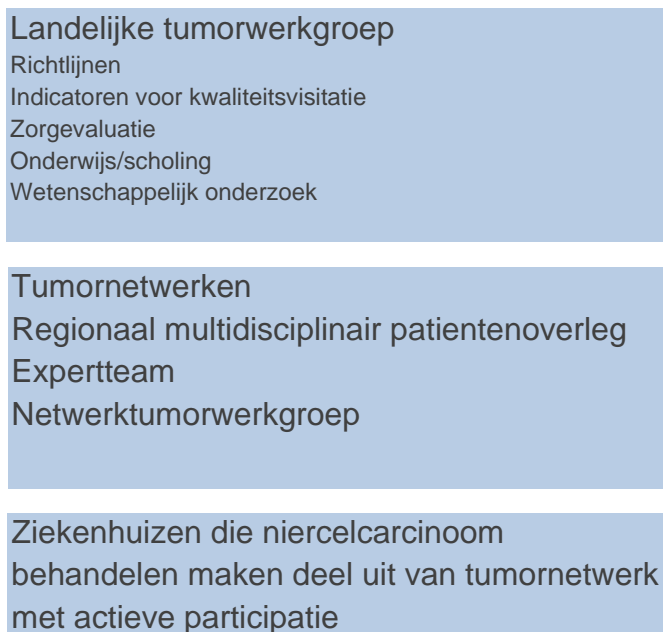 Landelijke tumorwerkgroep
Richtlijnen
Indicatoren voor kwaliteitsvisitatie
Zorgevaluatie
Onderwijs/scholing
Wetenschappelijk onderzoek
Tumornetwerken
Regionaal multidisciplinair patientenoverleg
Expertteam
Netwerktumorwerkgroep
Ziekenhuizen die niercelcarcinoom
behandelen maken deel uit van tumornetwerk
met actieve participatie